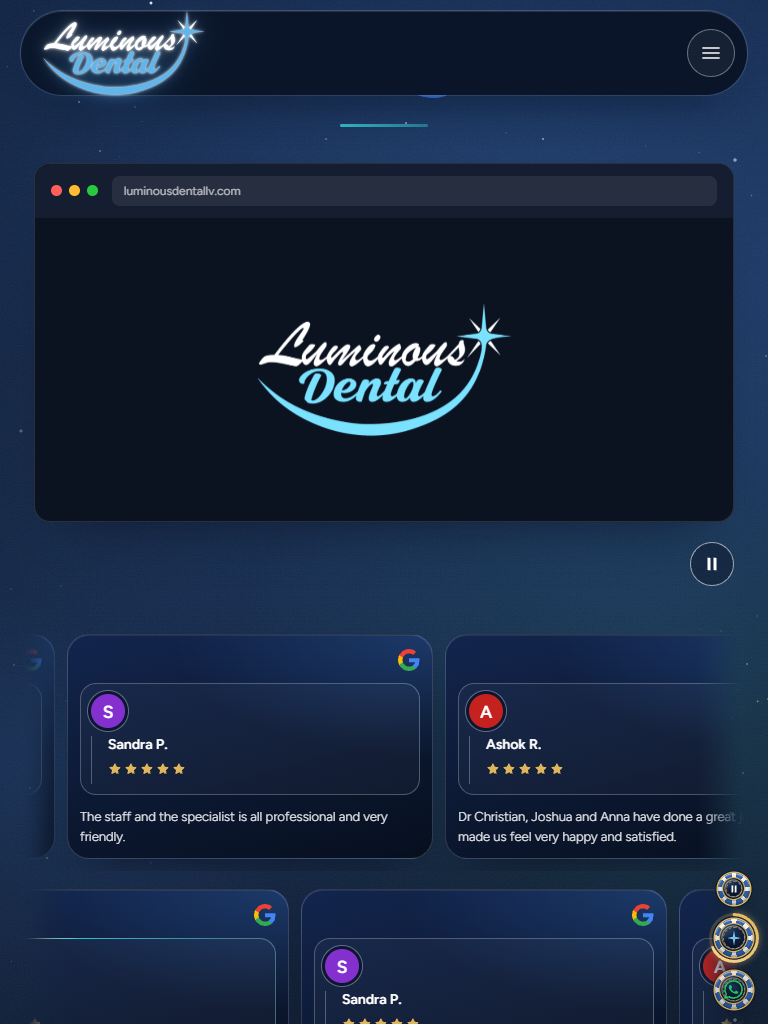 Luminous
Dental
luminousdentallv.com
Luminous
Dental
S
Sandra P.
The staff and the specialist is all professional and very
friendly.
A
Ashok R.
Dr Christian, Joshua and Anna have done a great
made us feel very happy and satisfied.
S
Sandra P.
A